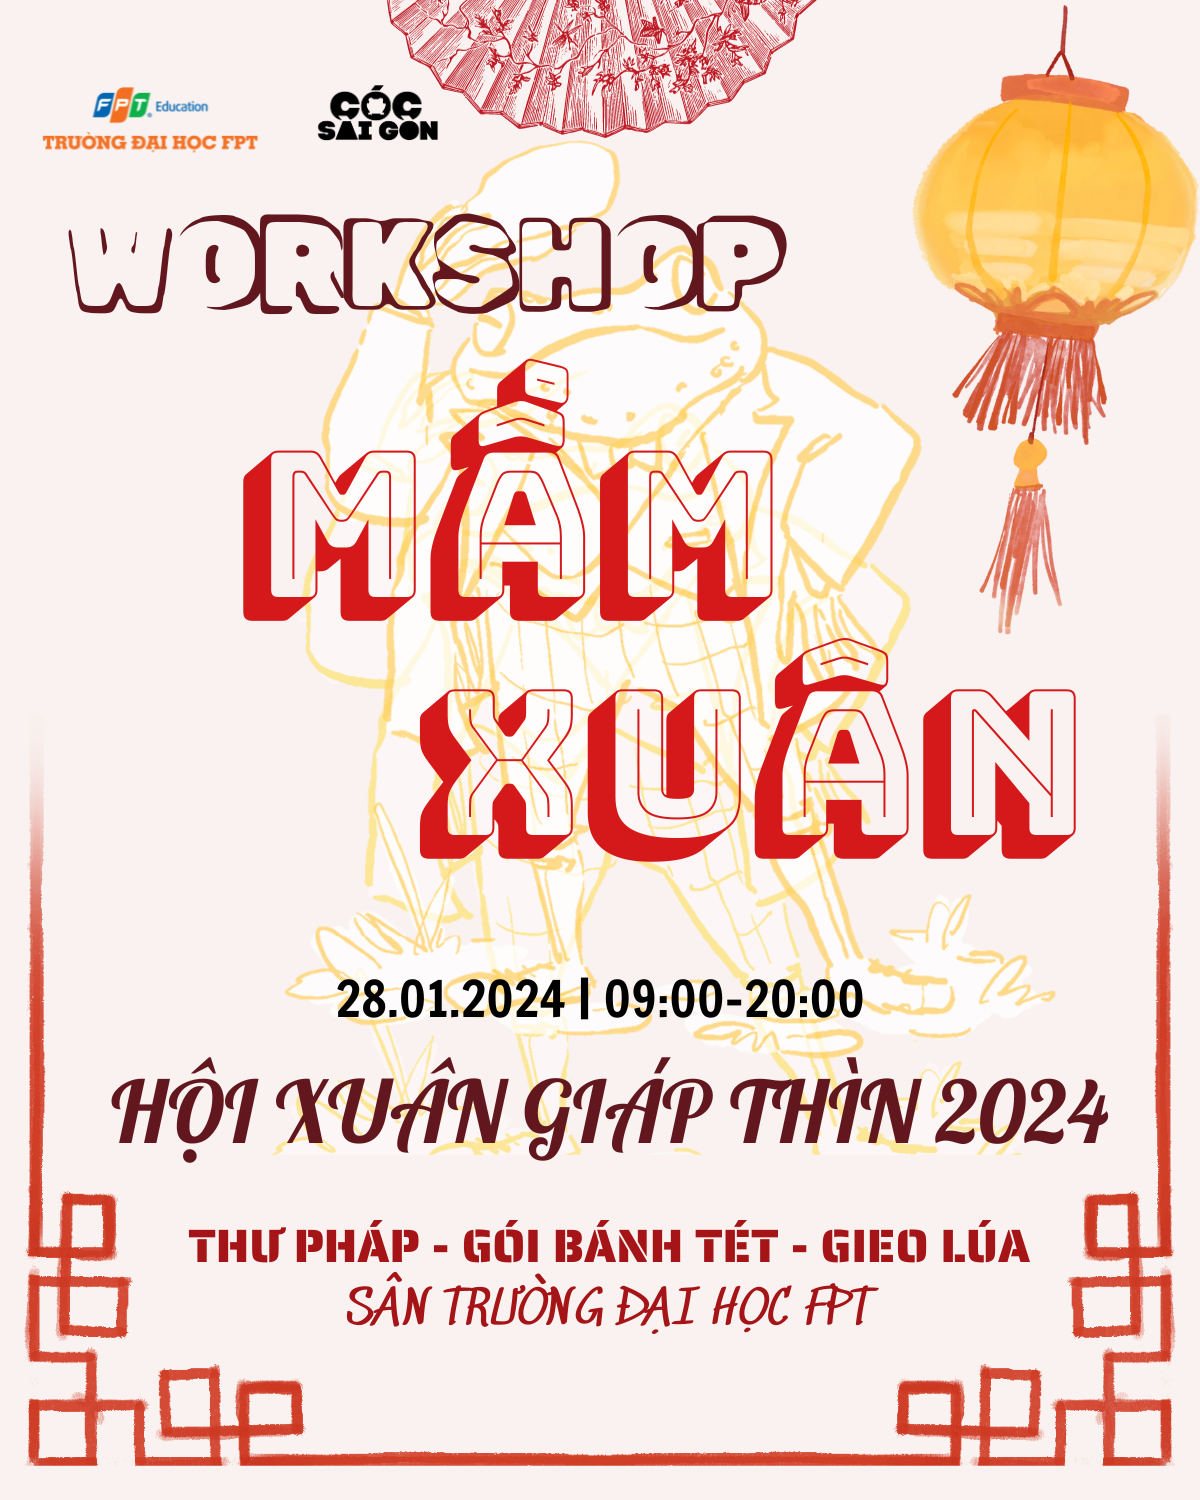 FPT Education
TRƯỜNG ĐẠI HỌC FPT
CÓC
SÀI GÒN
WORKSHOP
MẦM
XUÂN
28.01.2024 | 09:00-20:00
HỘI XUÂN GIÁP THÌN 2024
THƯ PHÁP - GÓI BÁNH TÉT - GIEO LÚA
SÂN TRƯỜNG ĐẠI HỌC FPT